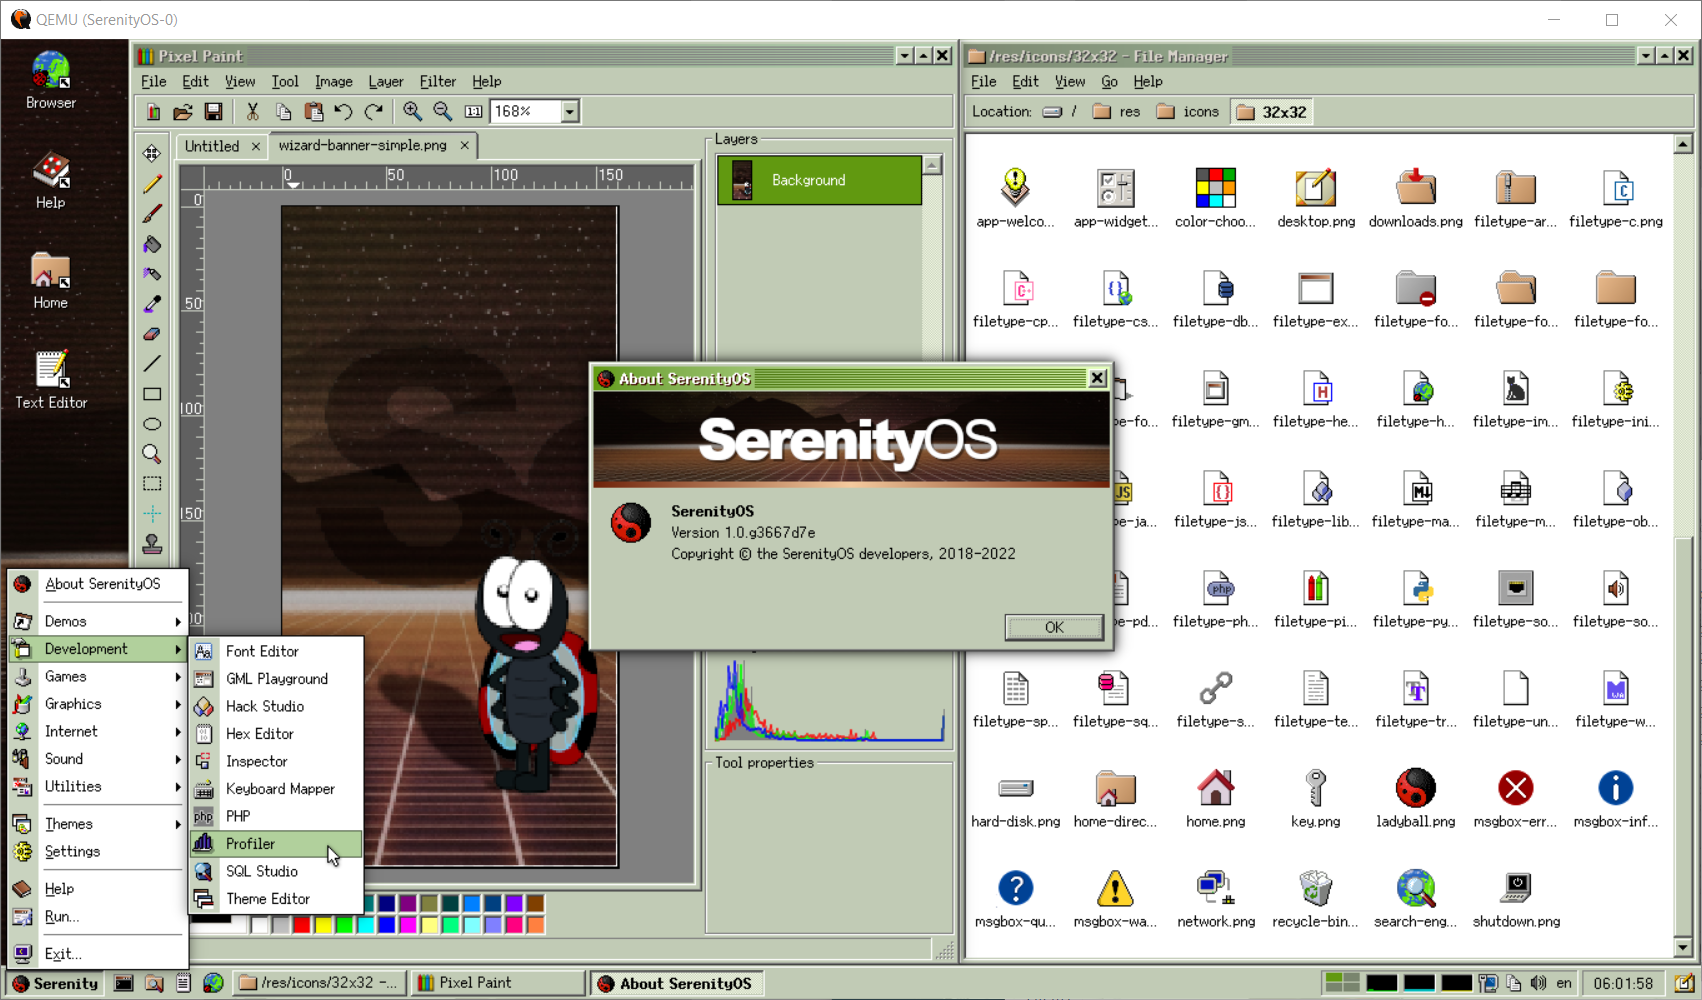 QEMU (SerenityOS-0)
Browser
Help
Home
Text Editor
Pixel Paint
File Edit View Tool Image Layer Filter Help
1:1 168%
Untitled
wizard-banner-simple.png
0 50 100 150
0
50
100
150
Layers
Background
Tool properties
/res/icons/32x32 - File Manager
File Edit View Go Help
Location: / res icons 32x32
app-welco... app-widget... color-choo... desktop.png downloads.png filetype-ar... filetype-c.png
filetype-cp... filetype-cs... filetype-db... filetype-ex... filetype-fo... filetype-fo... filetype-fo...
e-fo... filetype-gm... filetype-he... filetype-h... filetype-im... filetype-ini...
e-ja... filetype-js... filetype-lib... filetype-ma... filetype-m... filetype-ob...
e-pd... filetype-ph... filetype-pi... filetype-py... filetype-so... filetype-so...
filetype-sp... filetype-sq... filetype-s... filetype-te... filetype-tr... filetype-un... filetype-w...
hard-disk.png home-direc... home.png key.png ladyball.png msgbox-err... msgbox-inf...
msgbox-qu... msgbox-wa... network.png recycle-bin... search-eng... shutdown.png
About SerenityOS
SerenityOS
SerenityOS
Version 1.0.g3667d7e
Copyright © the SerenityOS developers, 2018-2022
OK
About SerenityOS
Demos
Development
Games
Graphics
Internet
Sound
Utilities
Themes
Settings
Help
Run...
Exit...
Font Editor
GML Playground
Hack Studio
Hex Editor
Inspector
Keyboard Mapper
PHP
Profiler
SQL Studio
Theme Editor
Serenity
/res/icons/32x32 -...
Pixel Paint
About SerenityOS
en
06:01:58